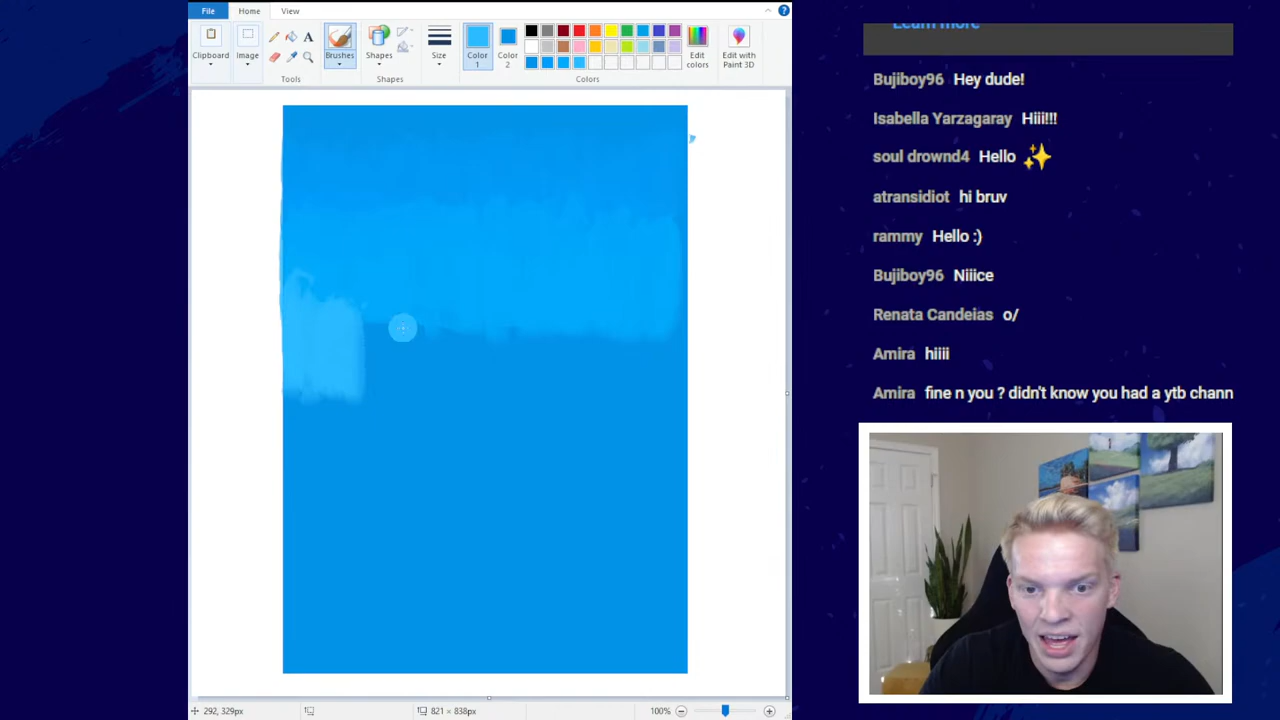 File Home View
Clipboard
Image
Tools
Brushes
Shapes
Shapes
Size
Color 1
Color 2
Edit colors
Edit with Paint 3D
Colors
292, 329px
821 × 838px
100%
Learn more
Bujiboy96 Hey dude!
Isabella Yarzagaray Hiii!!!
soul drownd4 Hello ✨
atransidiot hi bruv
rammy Hello :)
Bujiboy96 Niiice
Renata Candeias o/
Amira hiiii
Amira fine n you ? didn't know you had a ytb chann